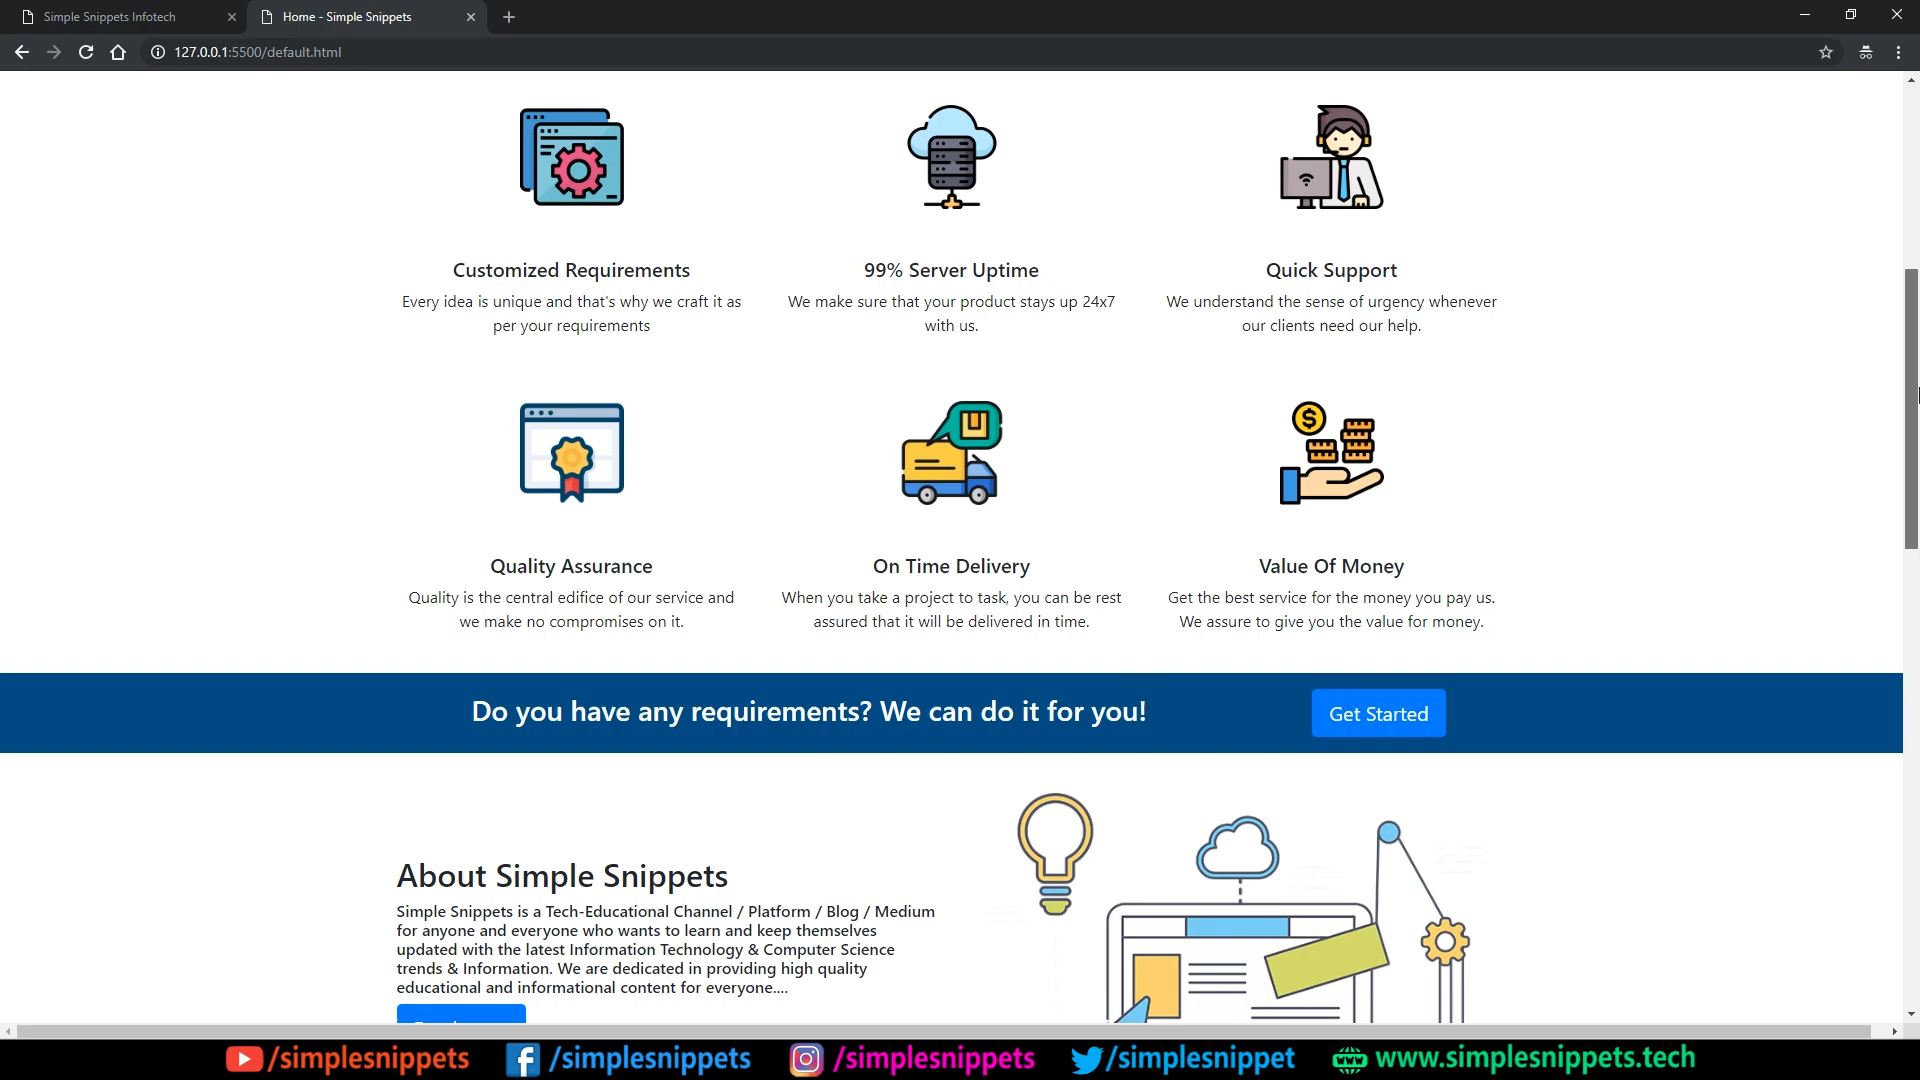 Simple Snippets Infotech
Home - Simple Snippets
127.0.0.1:5500/default.html
Customized Requirements
Every idea is unique and that's why we craft it as
per your requirements
99% Server Uptime
We make sure that your product stays up 24x7
with us.
Quick Support
We understand the sense of urgency whenever
our clients need our help.
Quality Assurance
Quality is the central edifice of our service and
we make no compromises on it.
On Time Delivery
When you take a project to task, you can be rest
assured that it will be delivered in time.
Value Of Money
Get the best service for the money you pay us.
We assure to give you the value for money.
Do you have any requirements? We can do it for you!
Get Started
About Simple Snippets
Simple Snippets is a Tech-Educational Channel / Platform / Blog / Medium
for anyone and everyone who wants to learn and keep themselves
updated with the latest Information Technology & Computer Science
trends & Information. We are dedicated in providing high quality
educational and informational content for everyone....
/simplesnippets
/simplesnippets
/simplesnippets
/simplesnippet
www.simplesnippets.tech